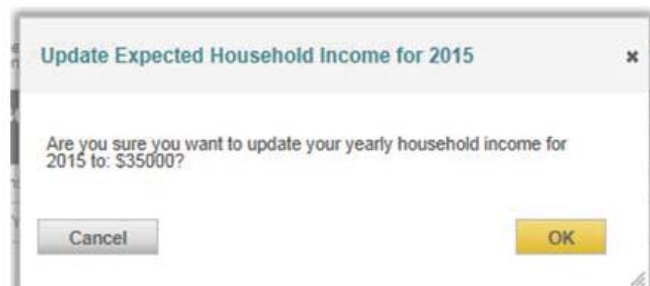 Update Expected Household Income for 2015
Are you sure you want to update your yearly household income for
2015 to: $35000?
Cancel
OK